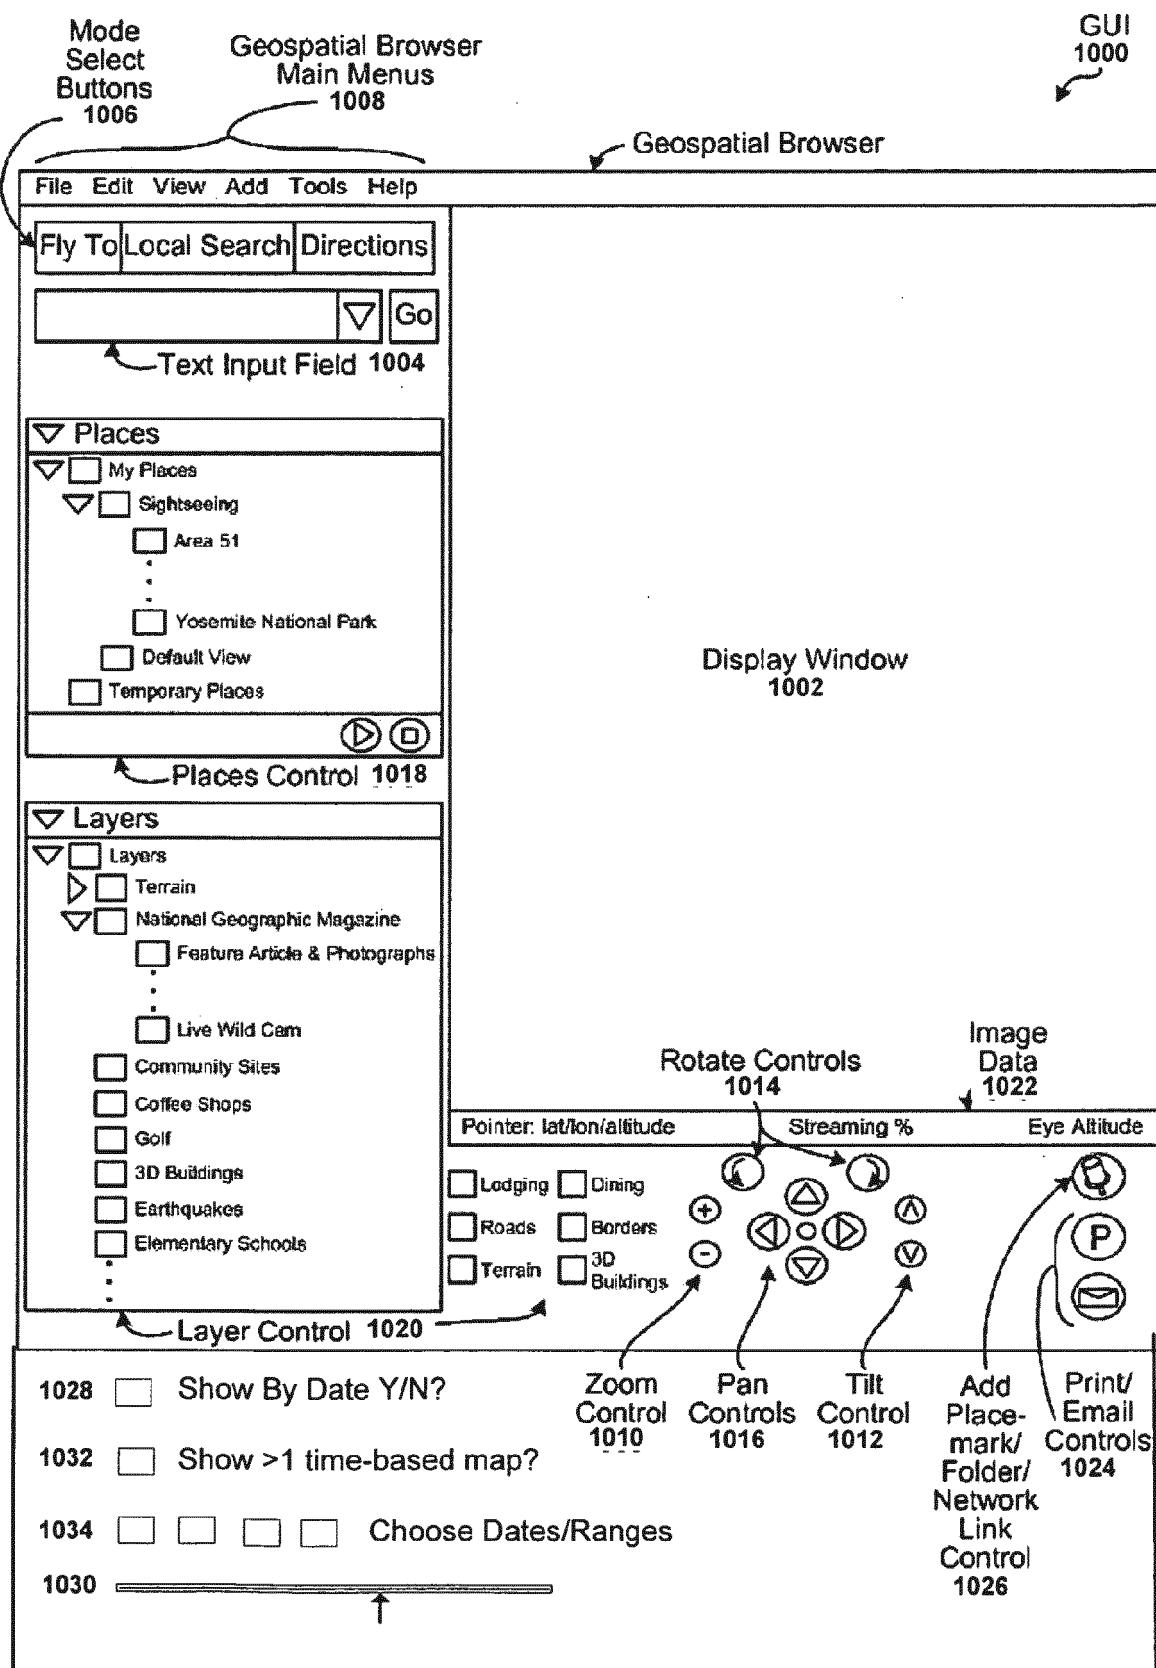 Mode
Select
Buttons
1006
Geospatial Browser
Main Menus
1008
GUI
1000
Geospatial Browser
File Edit View Add Tools Help
Fly To Local Search Directions
Go
Text Input Field 1004
Places
My Places
Sightseeing
Area 51
Yosemite National Park
Default View
Temporary Places
Places Control 1018
Display Window
1002
Layers
Layers
Terrain
National Geographic Magazine
Feature Article & Photographs
Live Wild Cam
Community Sites
Coffee Shops
Golf
3D Buildings
Earthquakes
Elementary Schools
Layer Control 1020
Rotate Controls
1014
Image
Data
1022
Pointer: lat/lon/altitude Streaming % Eye Altitude
Lodging Dining
Roads Borders
Terrain 3D
Buildings
+
-
P
Zoom
Control
1010
Pan
Controls
1016
Tilt
Control
1012
Add
Place-
mark/
Folder/
Network
Link
Control
1026
Print/
Email
Controls
1024
1028 Show By Date Y/N?
1032 Show >1 time-based map?
1034 Choose Dates/Ranges
1030